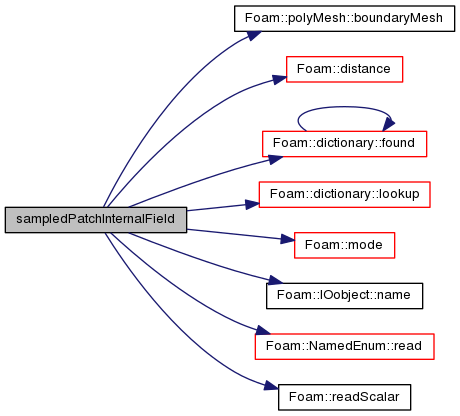 Foam::polyMesh::boundaryMesh
Foam::distance
Foam::dictionary::found
Foam::dictionary::lookup
sampledPatchInternalField
Foam::mode
Foam::IOobject::name
Foam::NamedEnum::read
Foam::readScalar